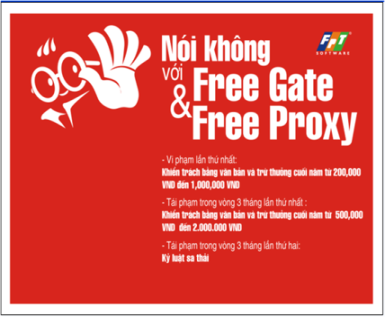 Nói không
FPT
SOFTWARE
với Free Gate
& Free Proxy
- Vi phạm lần thứ nhất:
Khiển trách bằng văn bản và trừ thưởng cuối năm từ 200,000
VND đến 1,000,000 VND
- Tái phạm trong vòng 3 tháng lần thứ nhất :
Khiển trách bằng văn bản và trừ thưởng cuối năm từ 500,000
VND đến 2.000.000 VND
- Tái phạm trong vòng 3 tháng lần thứ hai:
Kỷ luật sa thải